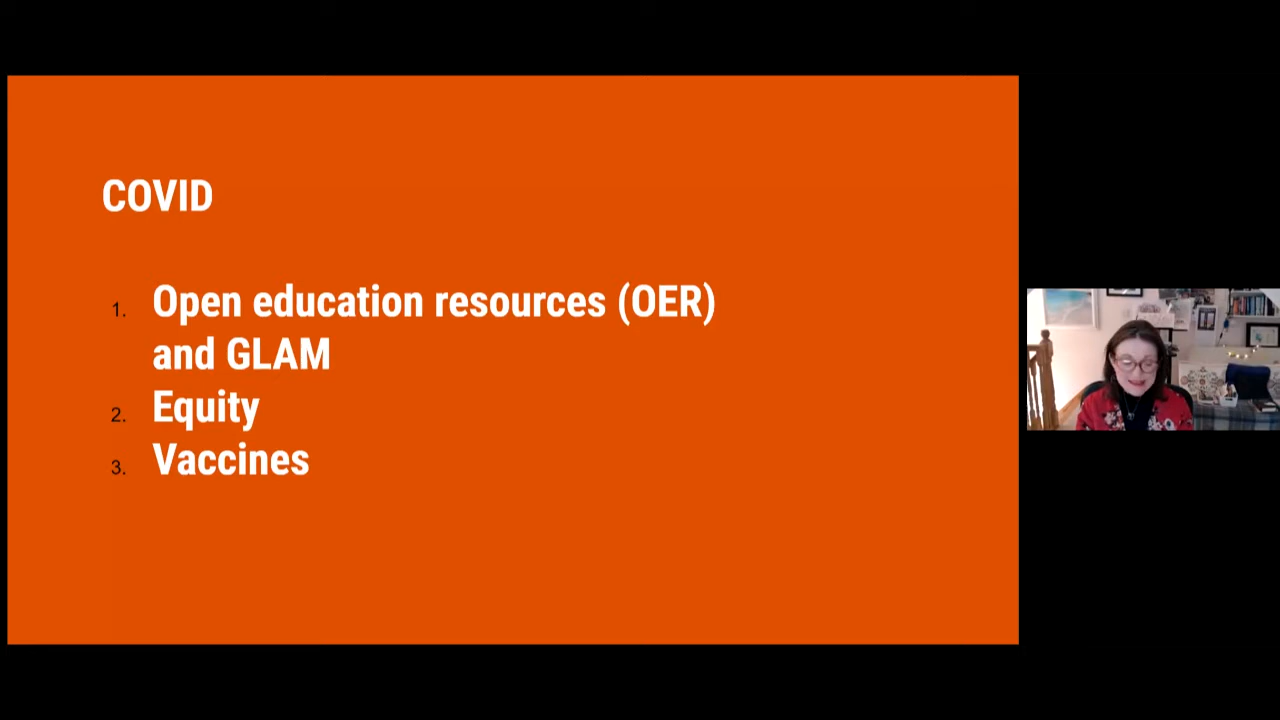 COVID
1. Open education resources (OER)
and GLAM
2. Equity
3. Vaccines